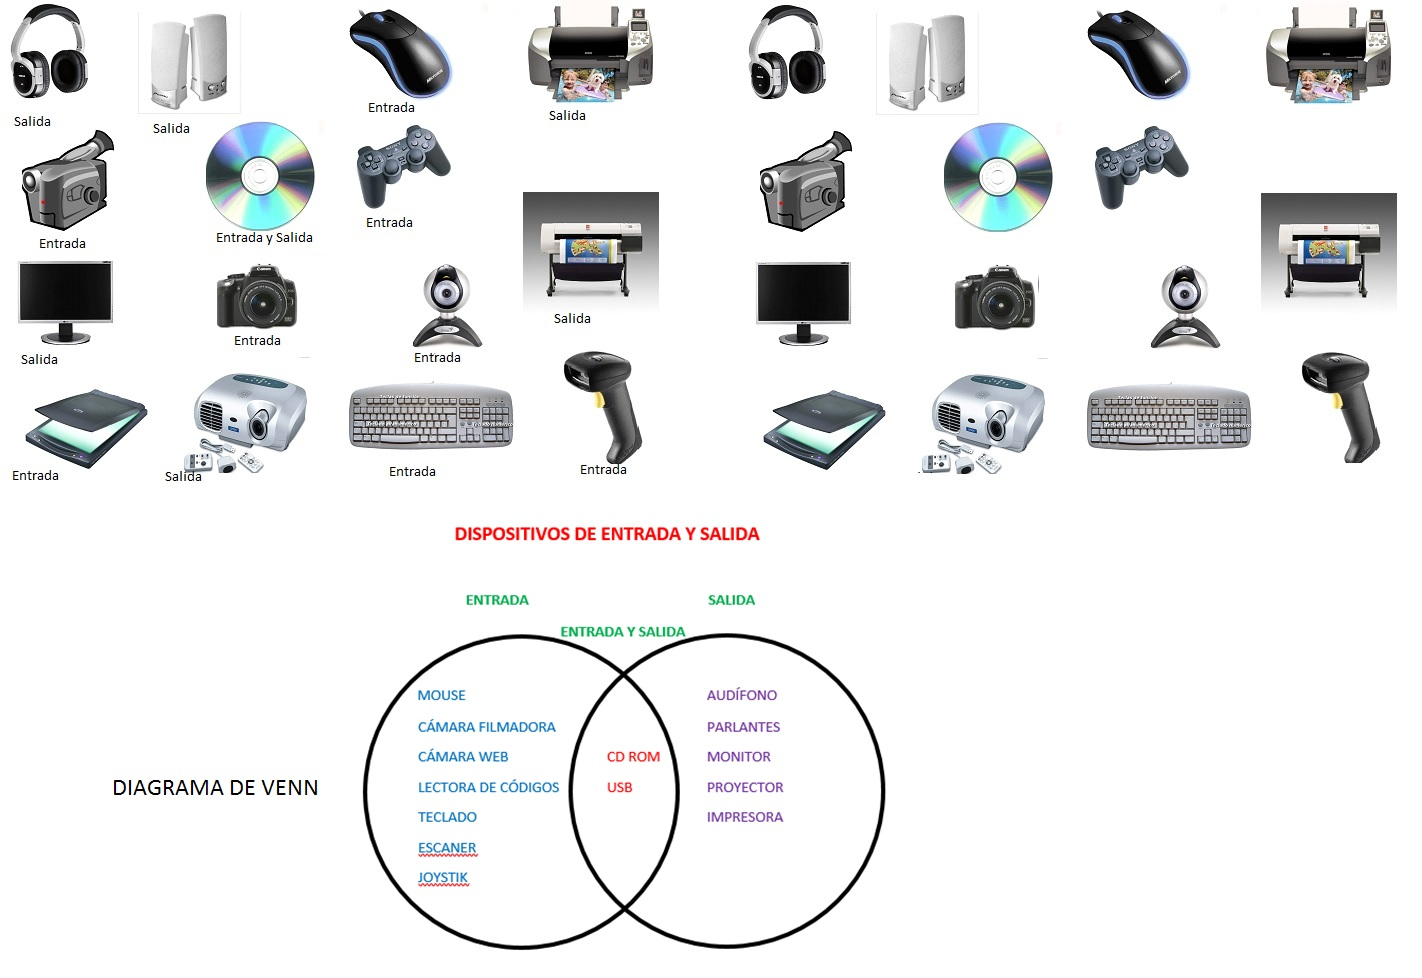 Salida
Salida
Entrada
Salida
Entrada
Entrada y Salida
Entrada
Salida
Entrada
Entrada
Salida
Entrada
Salida
Entrada
Entrada
DISPOSITIVOS DE ENTRADA Y SALIDA
ENTRADA
SALIDA
ENTRADA Y SALIDA
MOUSE
AUDÍFONO
CÁMARA FILMADORA
PARLANTES
CÁMARA WEB
CD ROM
MONITOR
DIAGRAMA DE VENN
LECTORA DE CÓDIGOS
USB
PROYECTOR
TECLADO
IMPRESORA
ESCANER
JOYSTIK